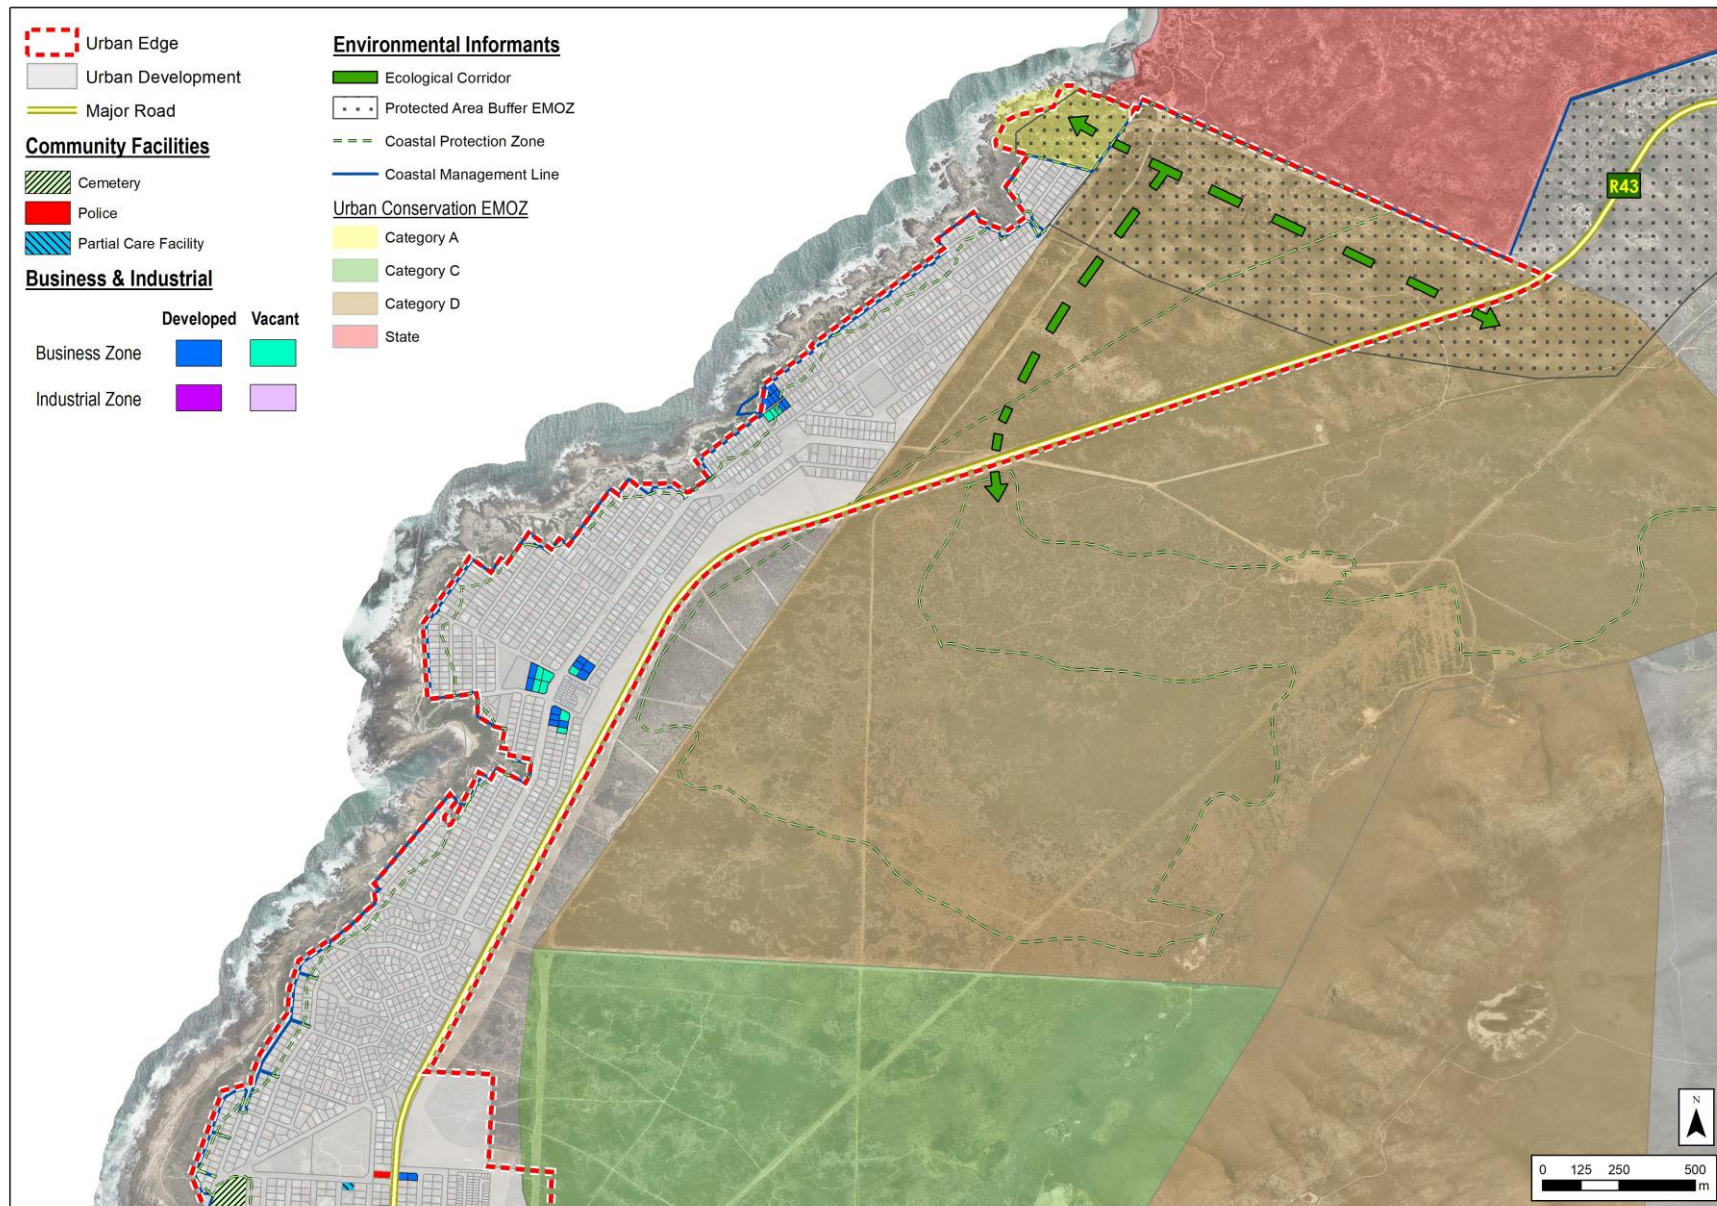 Urban Edge
Urban Development
Major Road
Community Facilities
Cemetery
Police
Partial Care Facility
Business & Industrial
Developed Vacant
Business Zone
Industrial Zone
Environmental Informants
Ecological Corridor
Protected Area Buffer EMOZ
Coastal Protection Zone
Coastal Management Line
Urban Conservation EMOZ
Category A
Category C
Category D
State
R43
N
0 125 250 500
m